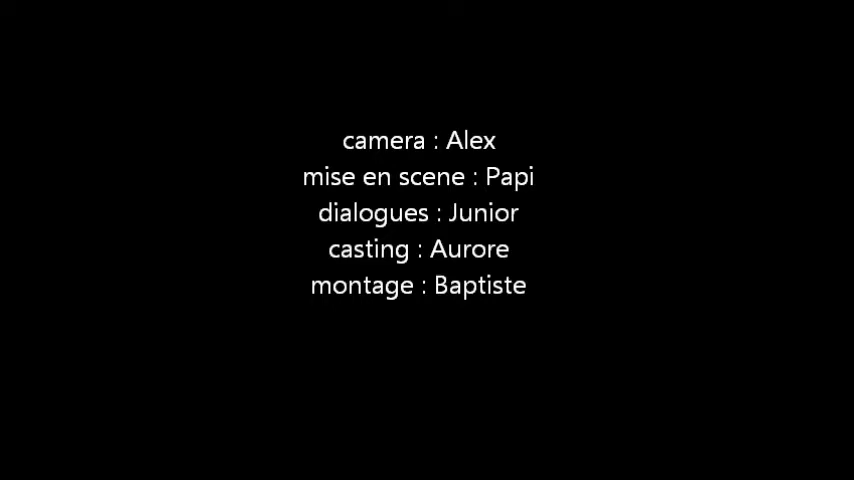 camera : Alex
mise en scene : Papi
dialogues : Junior
casting : Aurore
montage : Baptiste